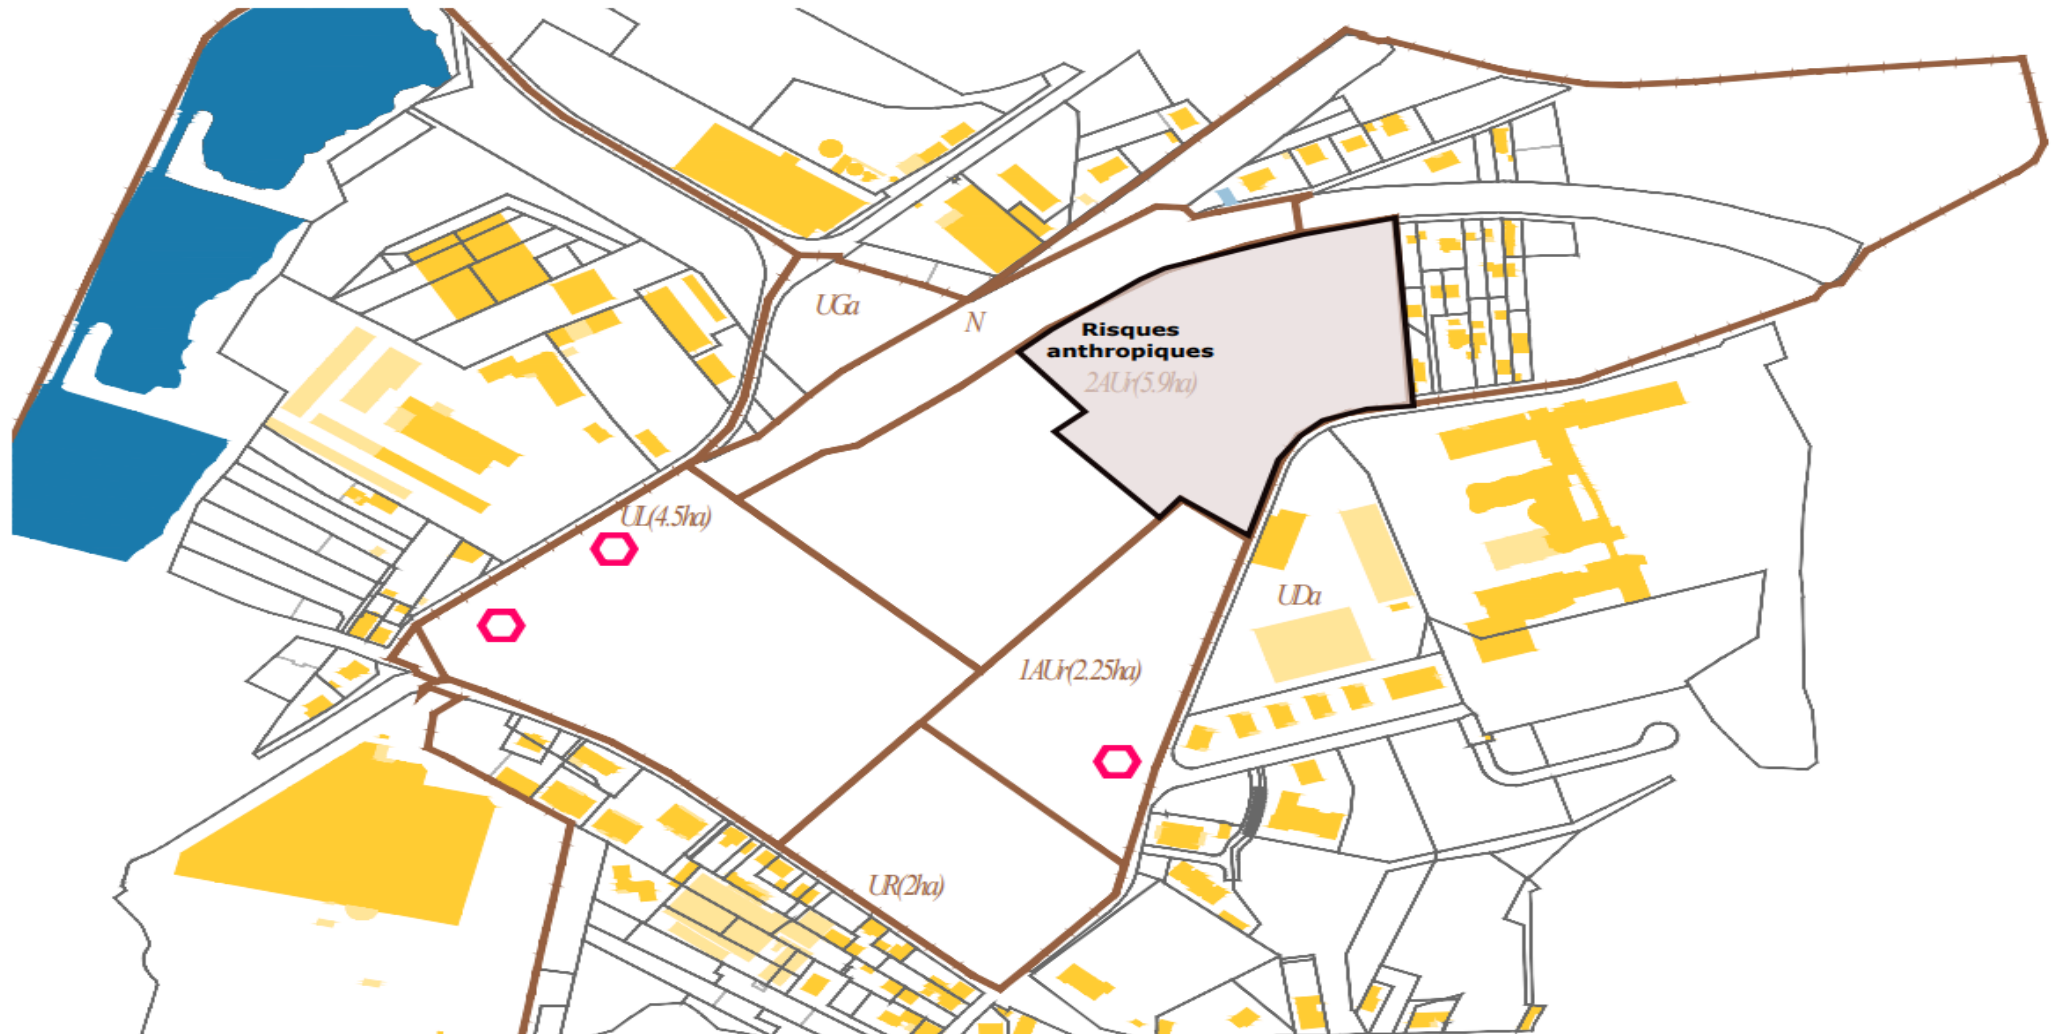 UGa
N
Risques
anthropiques
2AUr(5.9ha)
UL(4.5ha)
UDa
1AUr(2.25ha)
UR(2ha)